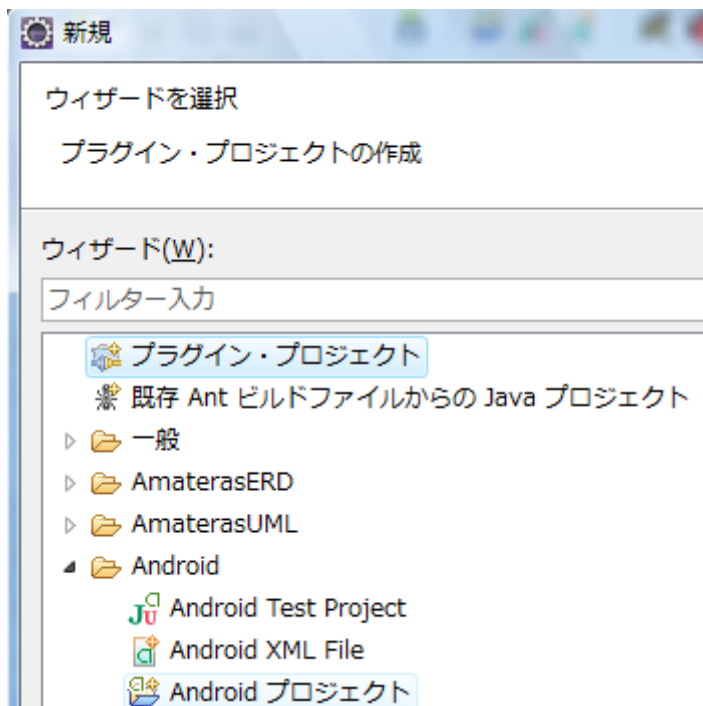 新規
ウィザードを選択
プラグイン・プロジェクトの作成
ウィザード(W):
フィルター入力
プラグイン・プロジェクト
既存 Ant ビルドファイルからの Java プロジェクト
一般
AmaterasERD
AmaterasUML
Android
Android Test Project
Android XML File
Android プロジェクト